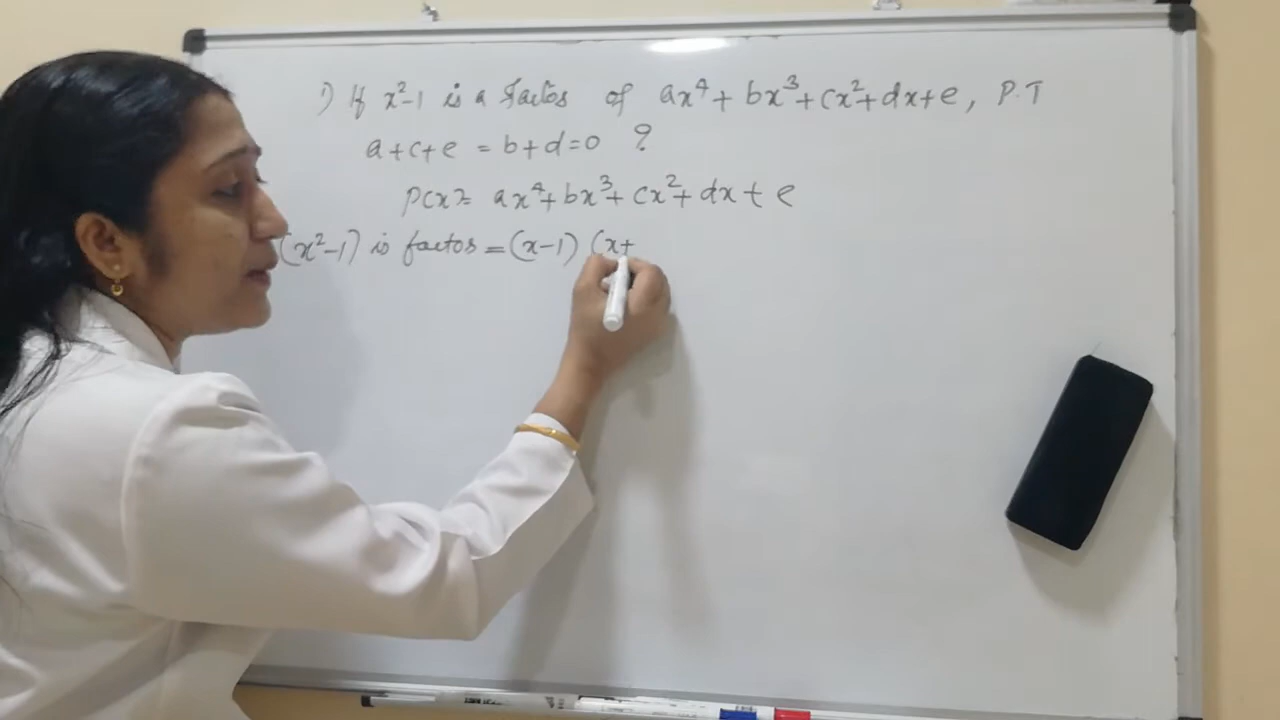 1) If x²-1 is a factor of ax⁴+ bx³+cx²+dx+e, P.T
a+c+e = b+d=0 ?
P(x)= ax⁴+bx³+cx²+dx+e
(x²-1) is factor =(x-1) (x+